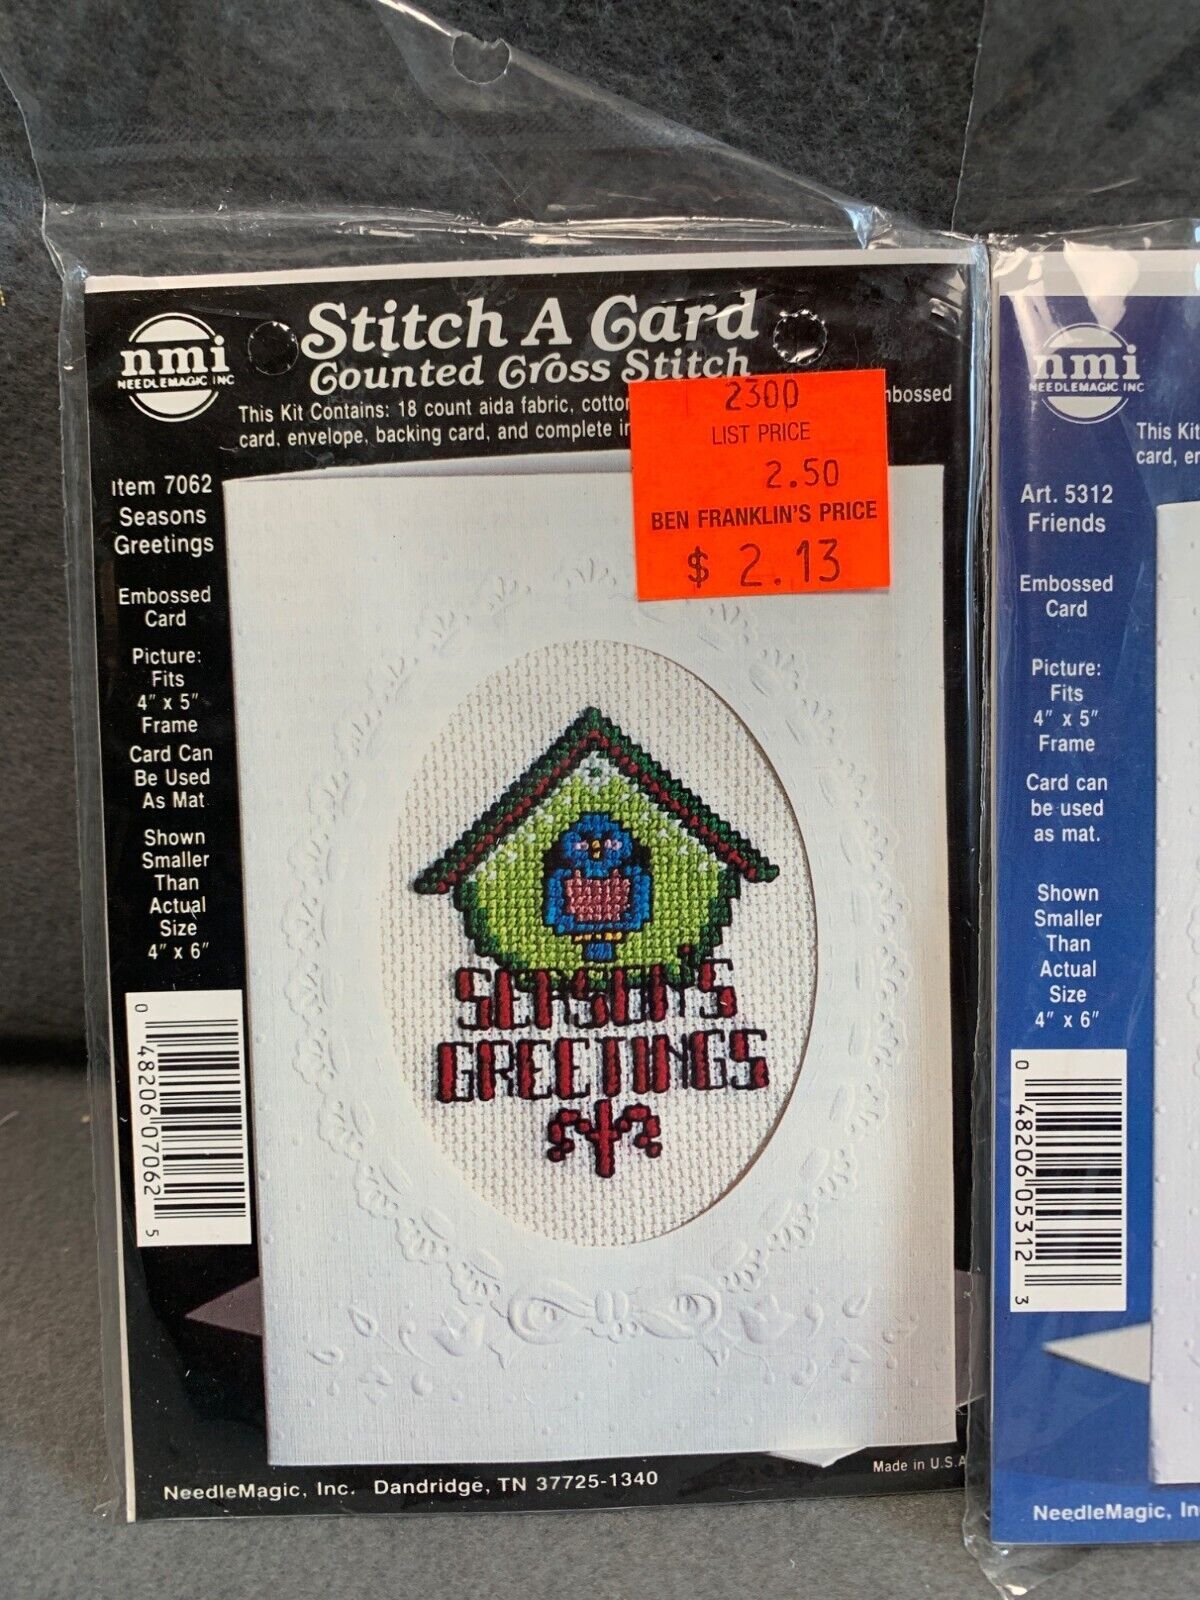 nmi
NEEDLEMAGIC INC
Stitch A Card
Counted Cross Stitch
This Kit Contains: 18 count aida fabric,
card, envelope, backing card, and complete
2300
LIST PRICE
2.50
BEN FRANKLIN'S PRICE
$ 2.13
Item 7062
Seasons
Greetings
Embossed
Card
Picture:
Fits
4" x 5"
Frame
Card Can
Be Used
As Mat
Shown
Smaller
Than
Actual
Size
4" x 6"
0 48206 07062 5
SEASON'S
GREETINGS
NeedleMagic, Inc. Dandridge, TN 37725-1340
Made in U.S.A
nmi
NEEDLEMAGIC INC
This Kit
card,
Art. 5312
Friends
Embossed
Card
Picture:
Fits
4" x 5"
Frame
Card can
be used
as mat.
Shown
Smaller
Than
Actual
Size
4" x 6"
0 48206 05312 3
NeedleMagic,